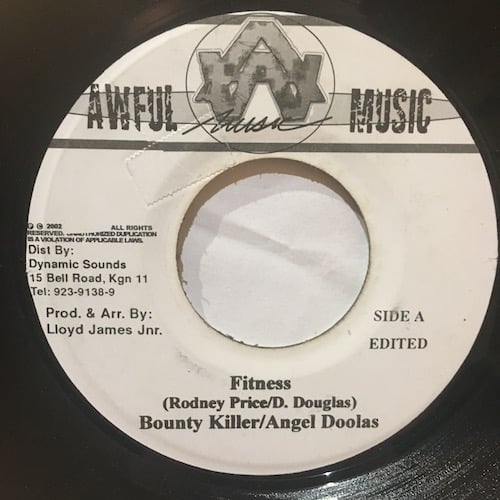 AWFUL MUSIC
Music
℗ © 2002 ALL RIGHTS
RESERVED. UNAUTHORIZED DUPLICATION
IS A VIOLATION OF APPLICABLE LAWS.
Dist By:
Dynamic Sounds
15 Bell Road, Kgn 11
Tel: 923-9138-9
Prod. & Arr. By:
Lloyd James Jnr.
SIDE A
EDITED
Fitness
(Rodney Price/D. Douglas)
Bounty Killer/Angel Doolas